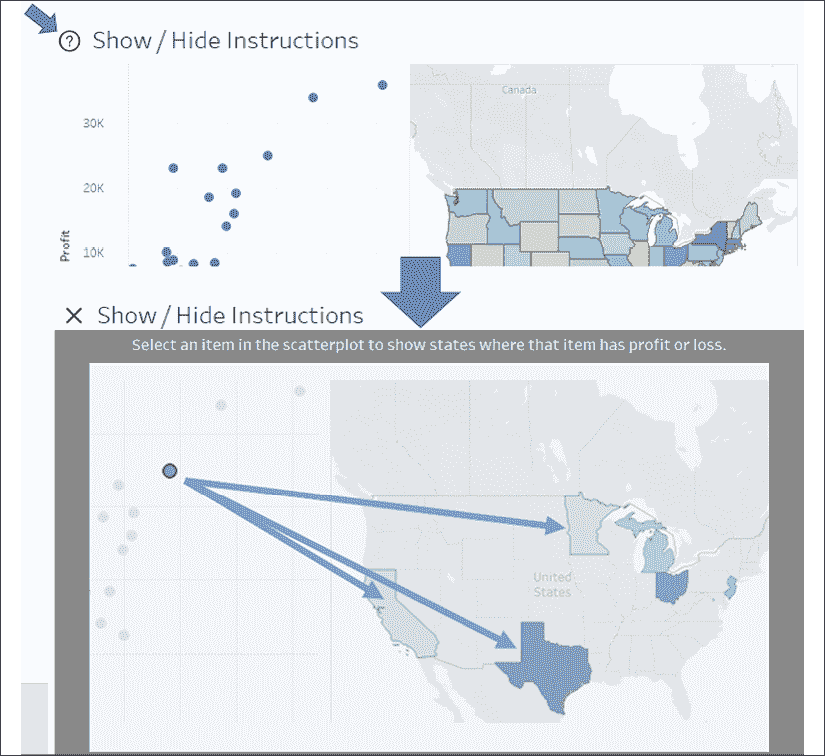 ? Show / Hide Instructions
Canada
30K
20K
10K
Profit
Show / Hide Instructions
Select an item in the scatterplot to show states where that item has profit or loss.
United
States